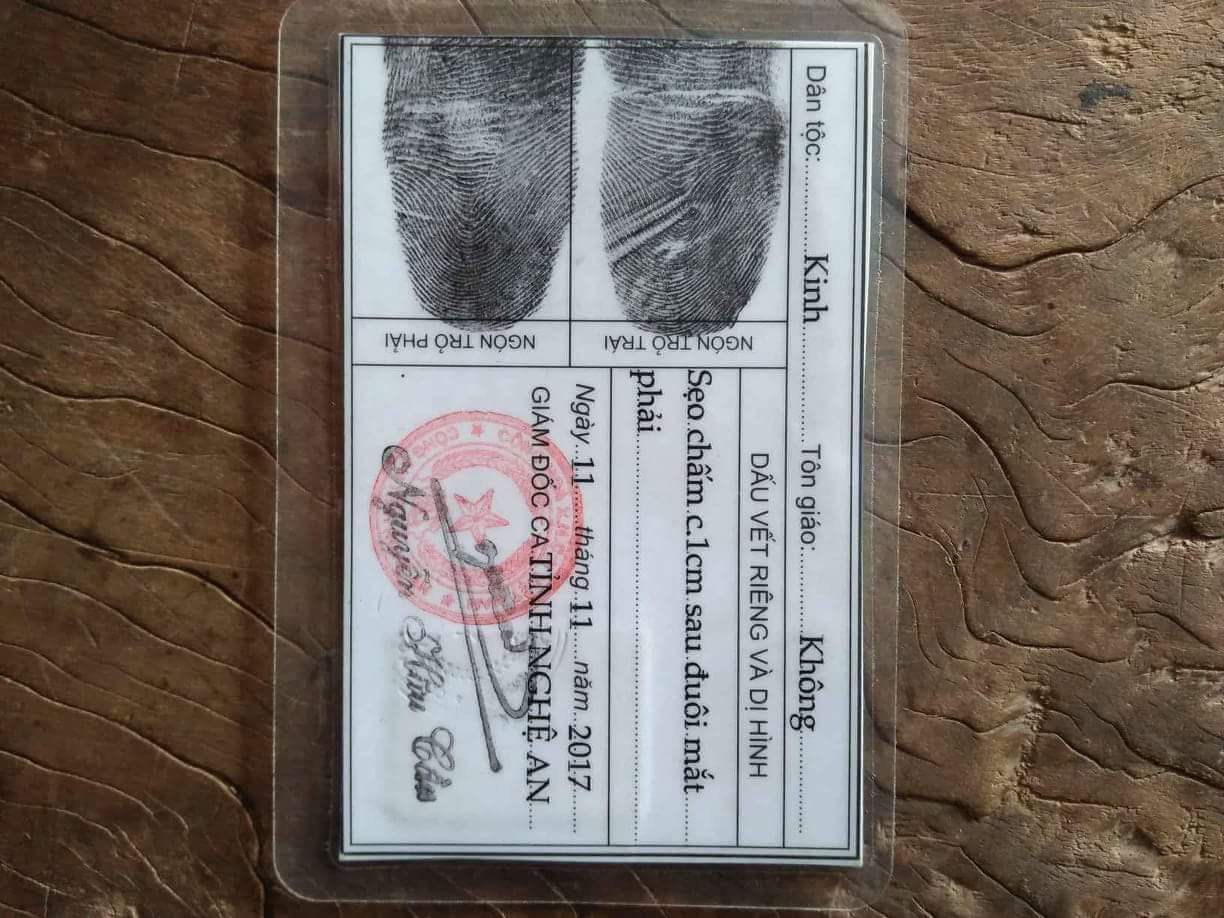 Dân tộc:........Kinh........Tôn giáo:........Không........
NGÓN TRỎ TRÁI
NGÓN TRỎ PHẢI
DẤU VẾT RIÊNG VÀ DỊ HÌNH
Sẹo.chấm.c.1cm.sau.đuôi.mắt
phải
Ngày..11......tháng.11....năm..2017
GIÁM ĐỐC CA.TỈNH.NGHỆ.AN
Nguyễn Hữu Cầu